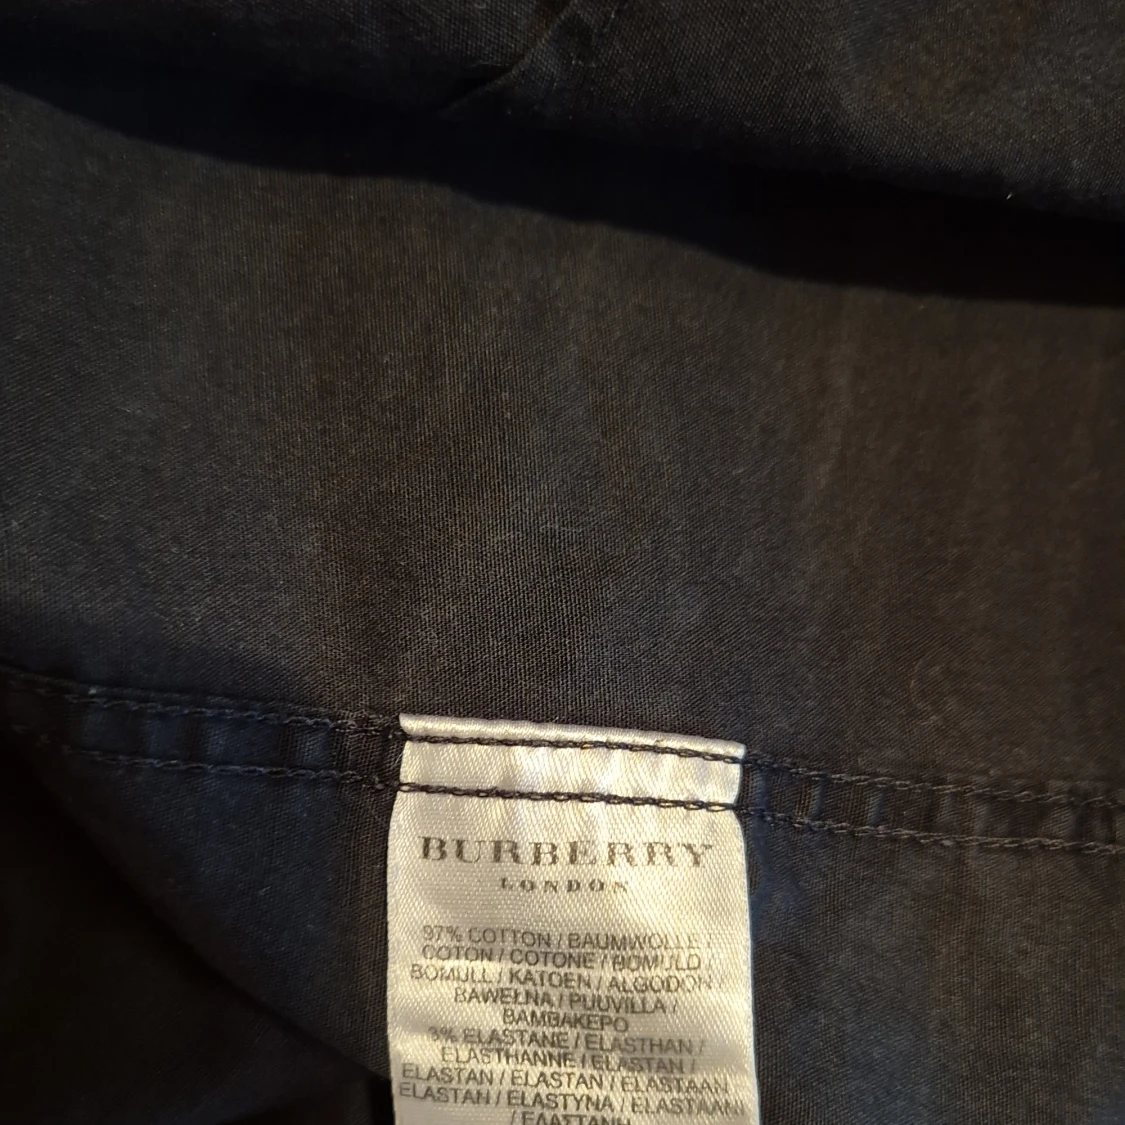 BURBERRY
LONDON
97% COTTON / BAUMWOLLE /
COTON / COTONE / BOMULD
BOMULL / KATOEN / ALGODON /
BAWEŁNA / PUUVILLA /
ΒΑΜΒΑΚΕΡΟ
3% ELASTANE / ELASTHAN /
ELASTHANNE / ELASTAN /
ELASTAN / ELASTAN / ELASTAAN
ELASTAN / ELASTYNA / ELASTAANI
/ ΕΛΑΣΤΑΝΗ